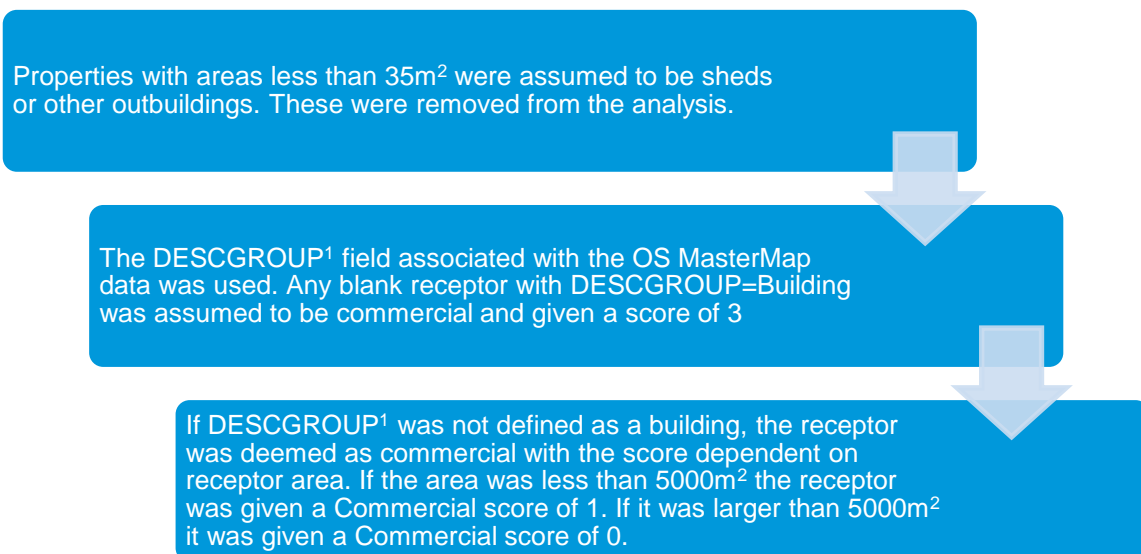 Properties with areas less than 35m² were assumed to be sheds
or other outbuildings. These were removed from the analysis.
The DESCGROUP¹ field associated with the OS MasterMap
data was used. Any blank receptor with DESCGROUP=Building
was assumed to be commercial and given a score of 3
If DESCGROUP¹ was not defined as a building, the receptor
was deemed as commercial with the score dependent on
receptor area. If the area was less than 5000m² the receptor
was given a Commercial score of 1. If it was larger than 5000m²
it was given a Commercial score of 0.